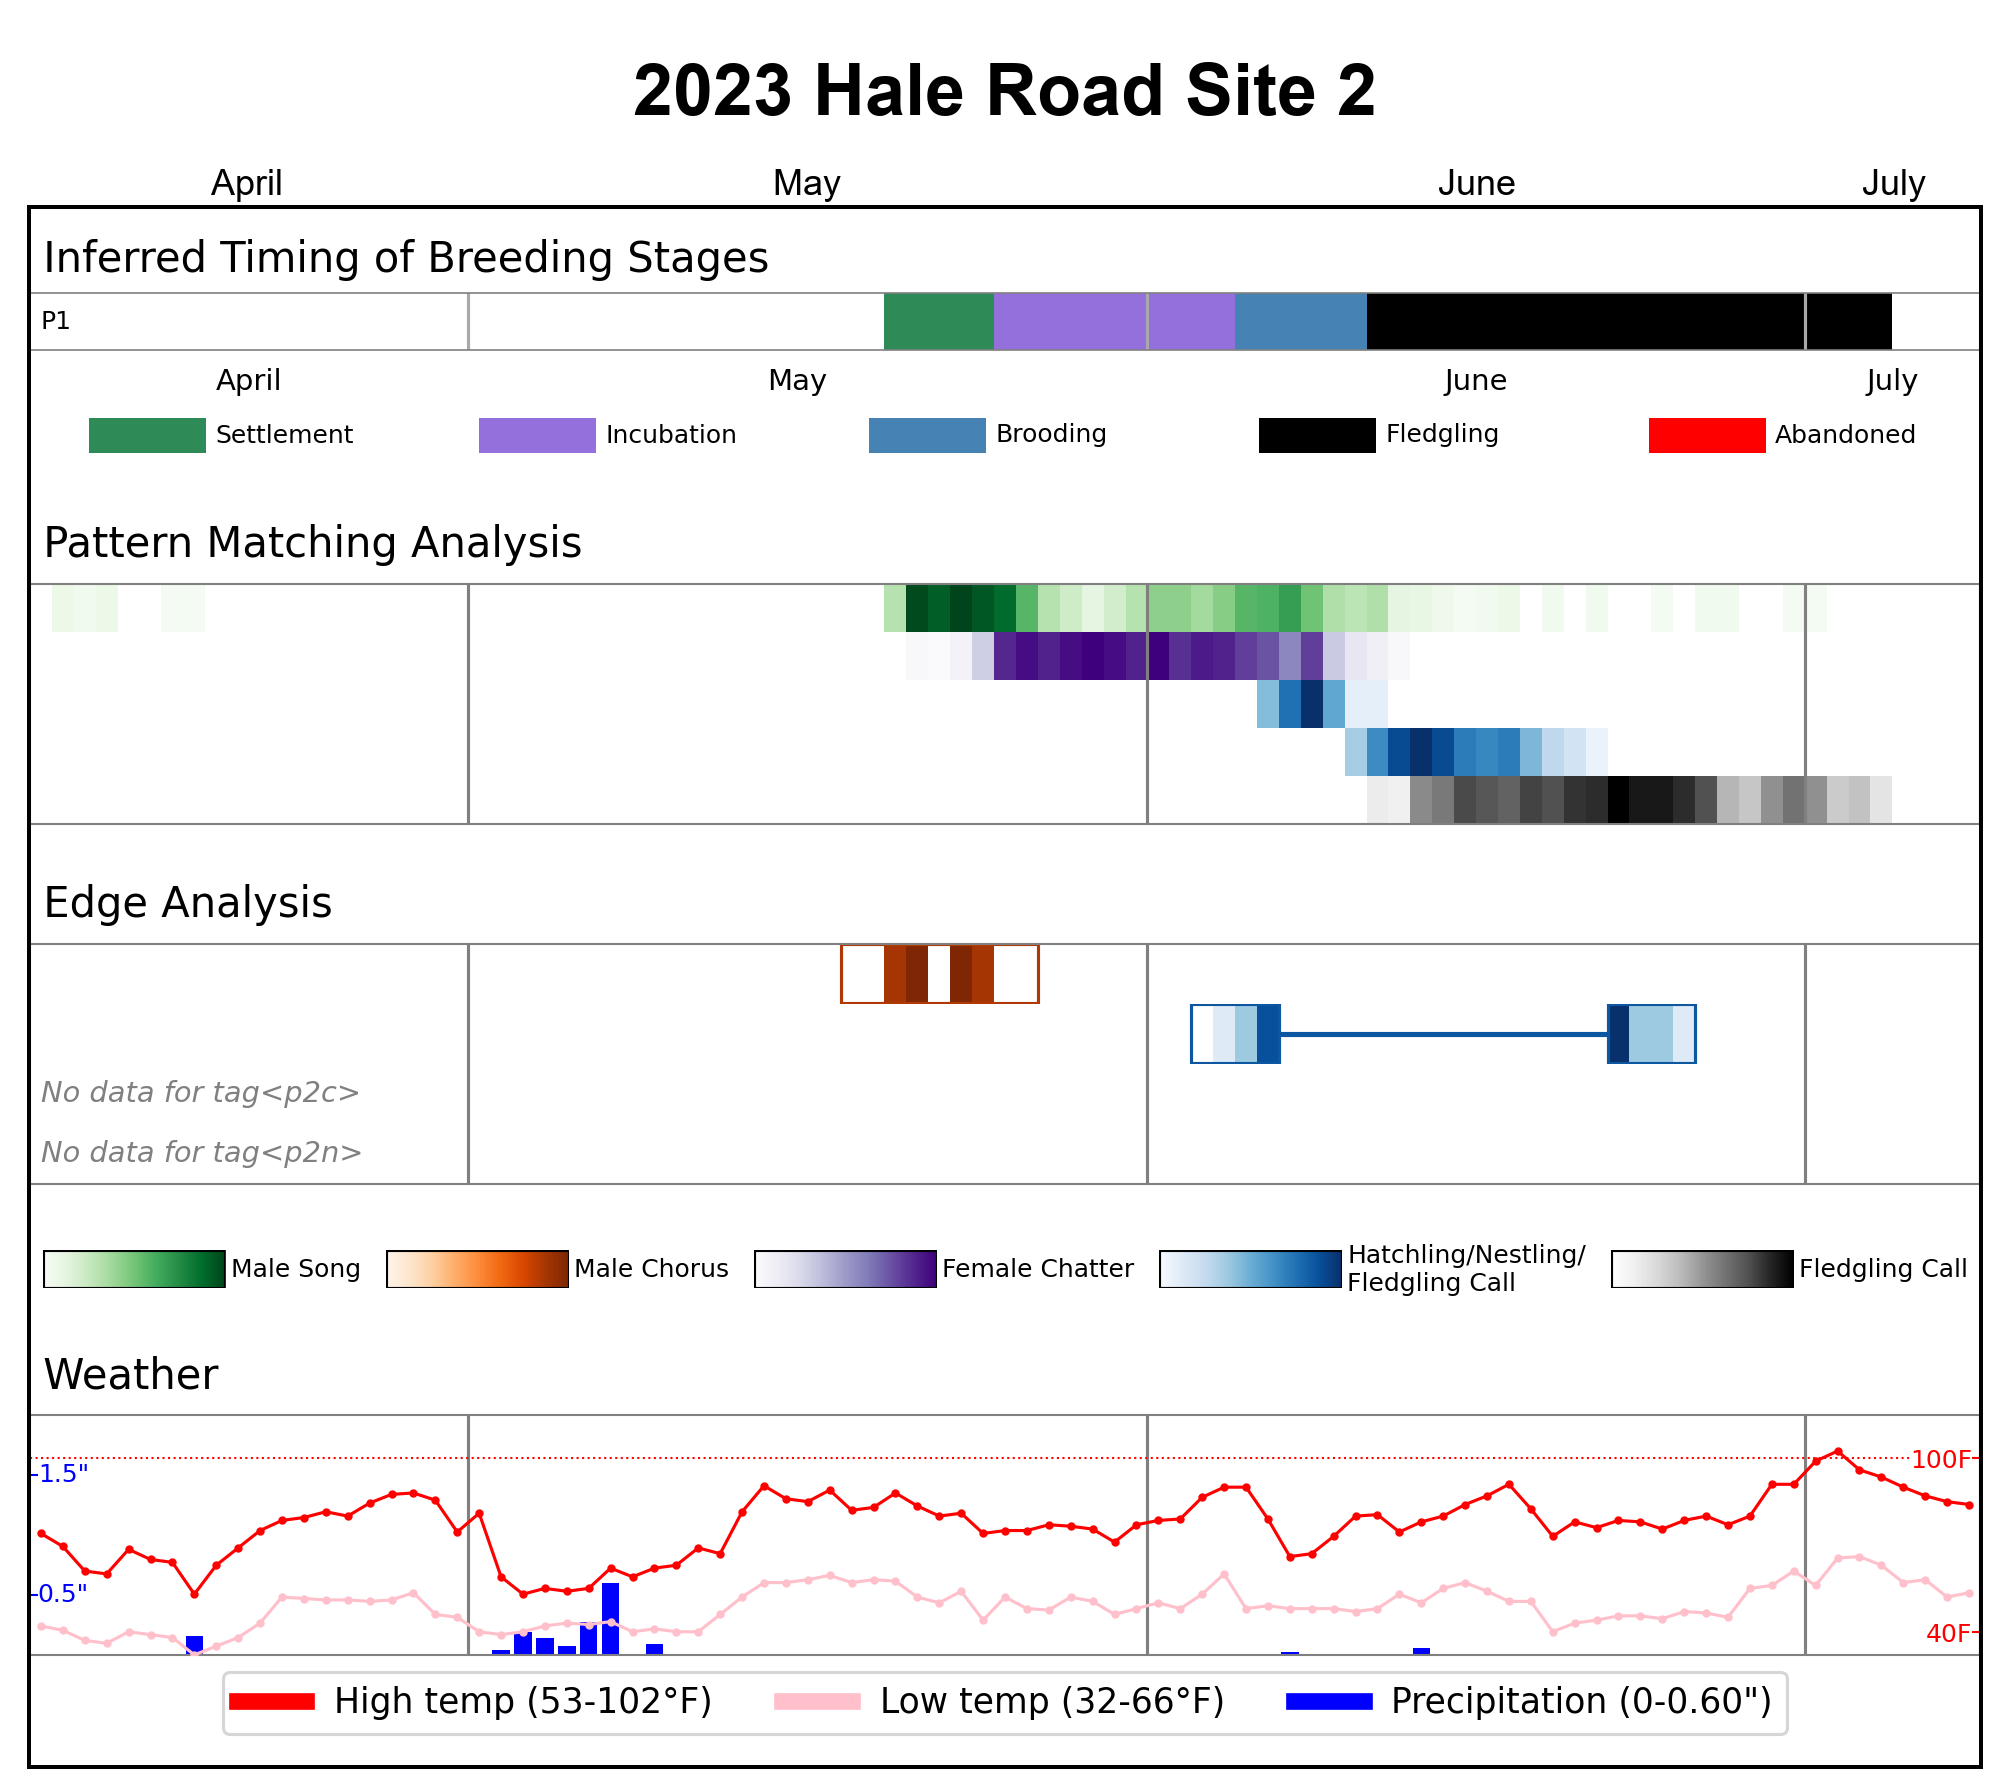 2023 Hale Road Site 2
April May June July
Inferred Timing of Breeding Stages
P1
April May June July
Settlement Incubation Brooding Fledgling Abandoned
Pattern Matching Analysis
Edge Analysis
No data for tag<p2c>
No data for tag<p2n>
Male Song Male Chorus Female Chatter Hatchling/Nestling/
Fledgling Call Fledgling Call
Weather
1.5" 100F
0.5"
40F
High temp (53-102°F) Low temp (32-66°F) Precipitation (0-0.60")